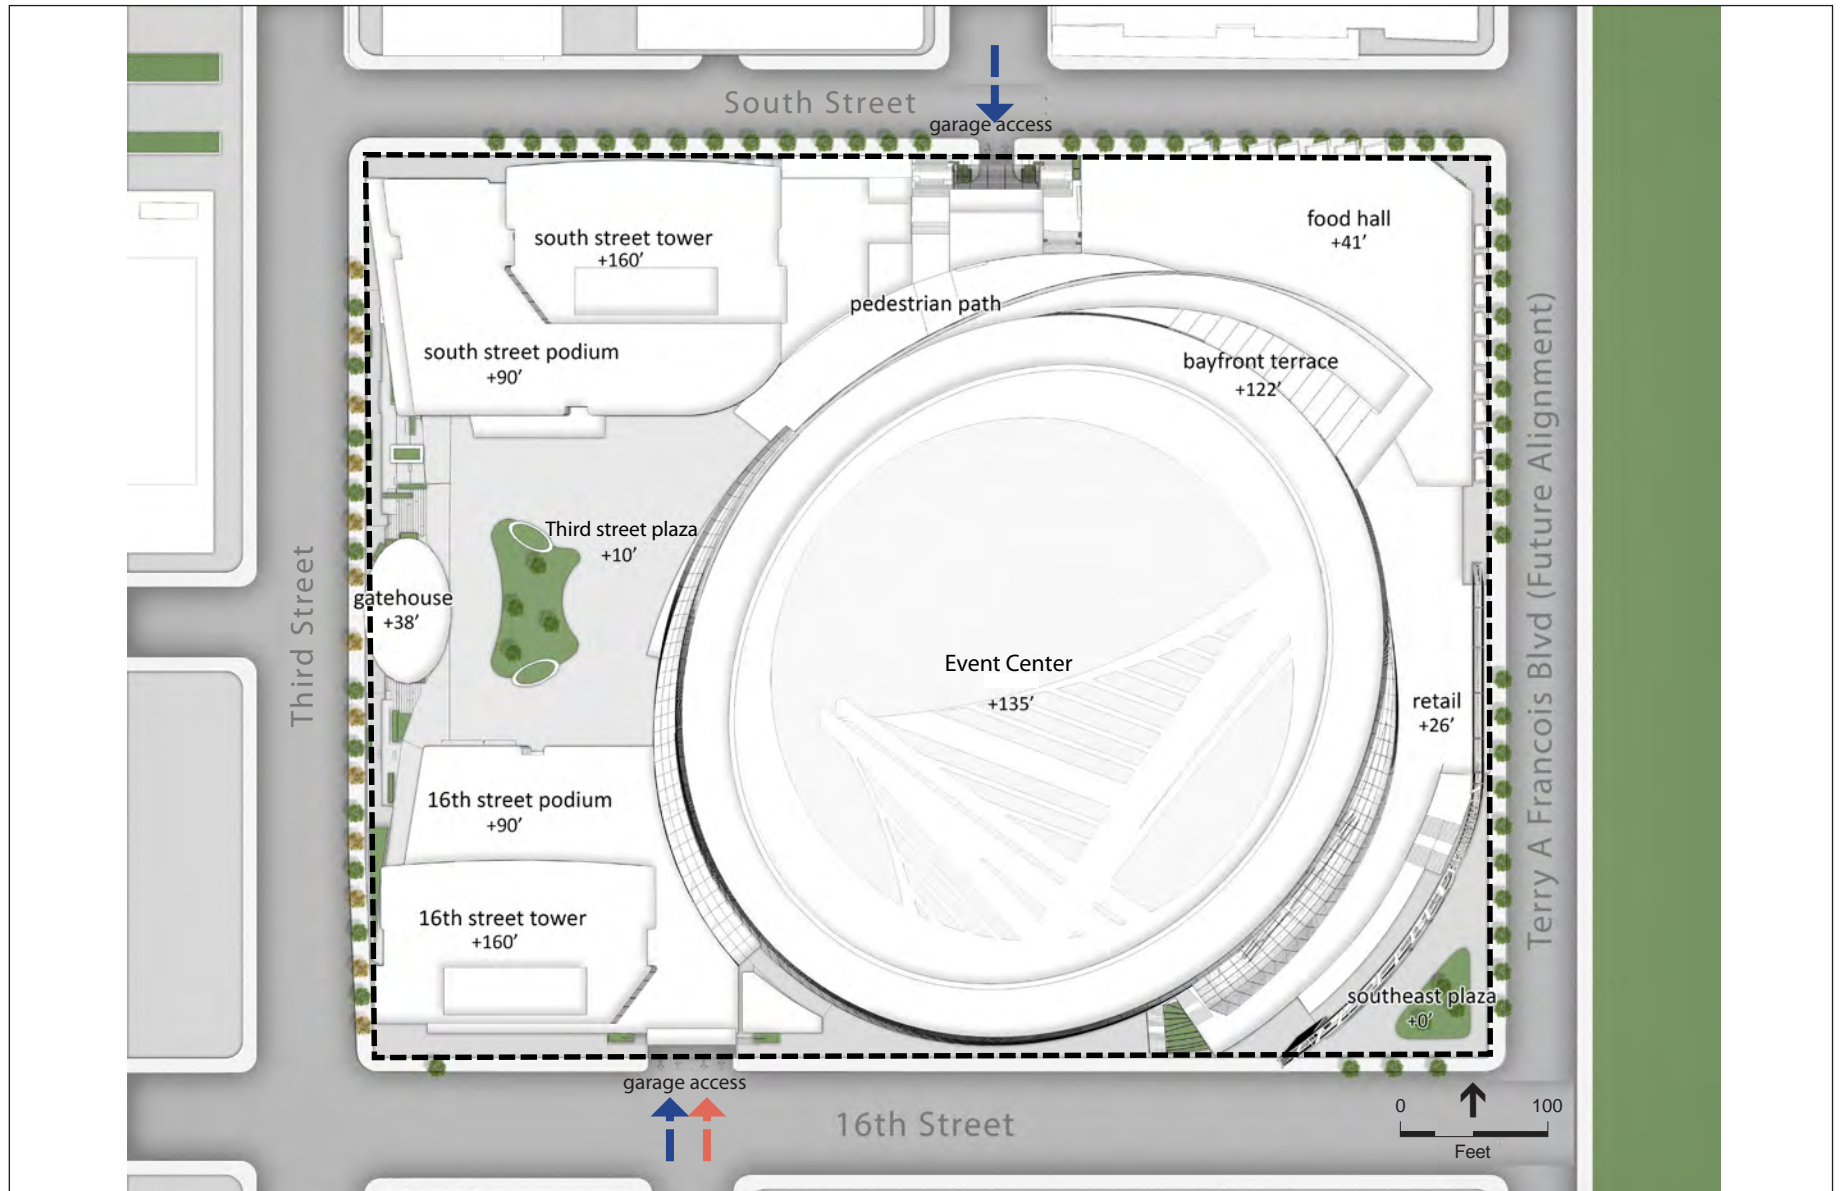 South Street
garage access
south street tower
+160'
food hall
+41'
pedestrian path
south street podium
+90'
bayfront terrace
+122'
Third street plaza
+10'
gatehouse
+38'
Third Street
Event Center
+135'
retail
+26'
Terry A Francois Blvd (Future Alignment)
16th street podium
+90'
16th street tower
+160'
southeast plaza
+0'
garage access
16th Street
0 100
Feet